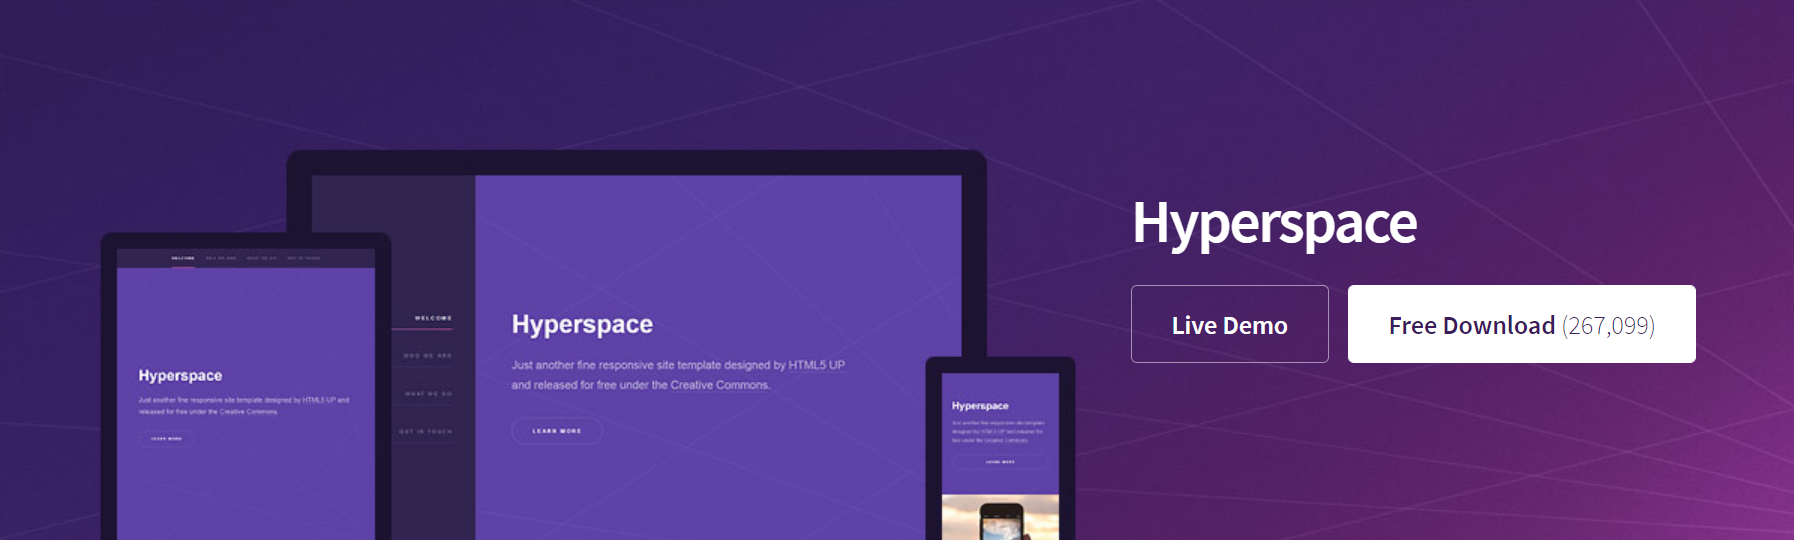 Hyperspace
Live Demo
Free Download (267,099)
WELCOME
WHO WE ARE
WHAT WE DO
GET IN TOUCH
Hyperspace
Just another fine responsive site template designed by HTML5 UP
and released for free under the Creative Commons.
LEARN MORE
WELCOME WHO WE ARE WHAT WE DO GET IN TOUCH
Hyperspace
Just another fine responsive site template designed by HTML5 UP and
released for free under the Creative Commons.
LEARN MORE
Hyperspace
Just another fine responsive site template
designed by HTML5 UP and released for
free under the Creative Commons.
LEARN MORE